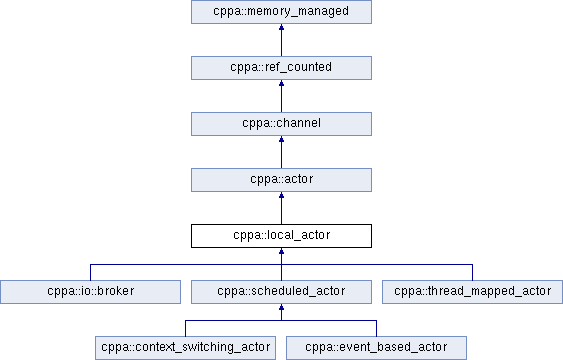 cppa::memory_managed
cppa::ref_counted
cppa::channel
cppa::actor
cppa::local_actor
cppa::io::broker
cppa::scheduled_actor
cppa::thread_mapped_actor
cppa::context_switching_actor
cppa::event_based_actor